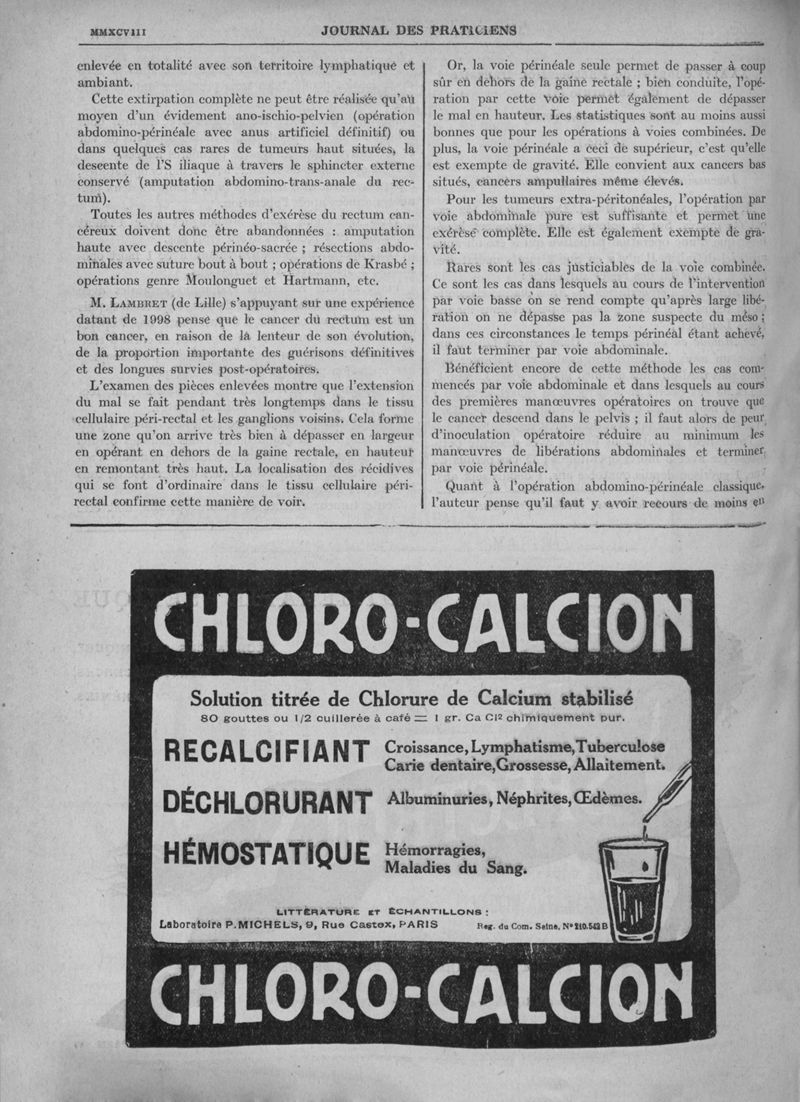 MMXCVIII
JOURNAL DES PRATICIENS
enlevée en totalité avec son territoire lymphatique et
ambiant.
Cette extirpation complète ne peut être réalisée qu'au
moyen d'un évidement ano-ischio-pelvien (opération
abdomino-périnéale avec anus artificiel définitif) ou
dans quelques cas rares de tumeurs haut situées, la
descente de l'S iliaque à travers le sphincter externe
conservé (amputation abdomino-trans-anale du rec-
tum).
Toutes les autres méthodes d'exérèse du rectum can-
céreux doivent donc être abandonnées : amputation
haute avec descente périnéo-sacrée ; résections abdo-
minales avec suture bout à bout ; opérations de Krasbé ;
opérations genre Moulonguet et Hartmann, etc.
M. LAMBRET (de Lille) s'appuyant sur une expérience
datant de 1998 pense que le cancer du rectum est un
bon cancer, en raison de la lenteur de son évolution,
de la proportion importante des guérisons définitives
et des longues survies post-opératoires.
L'examen des pièces enlevées montre que l'extension
du mal se fait pendant très longtemps dans le tissu
cellulaire péri-rectal et les ganglions voisins. Cela forme
une zone qu'on arrive très bien à dépasser en largeur
en opérant en dehors de la gaine rectale, en hauteur
en remontant très haut. La localisation des récidives
qui se font d'ordinaire dans le tissu cellulaire péri-
rectal confirme cette manière de voir.
Or, la voie périnéale seule permet de passer à coup
sûr en dehors de la gaine rectale ; bien conduite, l'opé-
ration par cette voie permet également de dépasser
le mal en hauteur. Les statistiques sont au moins aussi
bonnes que pour les opérations à voies combinées. De
plus, la voie périnéale a ceci de supérieur, c'est qu'elle
est exempte de gravité. Elle convient aux cancers bas
situés, cancers ampullaires même élevés.
Pour les tumeurs extra-péritonéales, l'opération par
voie abdominale pure est suffisante et permet une
exérèse complète. Elle est également exempte de gra-
vité.
Rares sont les cas justiciables de la voie combinée.
Ce sont les cas dans lesquels au cours de l'intervention
par voie basse on se rend compte qu'après large libé-
ration on ne dépasse pas la zone suspecte du méso ;
dans ces circonstances le temps périnéal étant achevé,
il faut terminer par voie abdominale.
Bénéficient encore de cette méthode les cas com-
mencés par voie abdominale et dans lesquels au cours
des premières manœuvres opératoires on trouve que
le cancer descend dans le pelvis ; il faut alors de peur
d'inoculation opératoire réduire au minimum les
manœuvres de libérations abdominales et terminer
par voie périnéale.
Quant à l'opération abdomino-périnéale classique,
l'auteur pense qu'il faut y avoir recours de moins en
CHLORO-CALCION
Solution titrée de Chlorure de Calcium stabilisé
80 gouttes ou 1/2 cuillerée à café = 1 gr. Ca Cl² chimiquement pur.
RECALCIFIANT Croissance, Lymphatisme, Tuberculose
Carie dentaire, Grossesse, Allaitement.
DÉCHLORURANT Albuminuries, Néphrites, Œdèmes.
HÉMOSTATIQUE Hémorragies,
Maladies du Sang.
LITTÉRATURE ET ÉCHANTILLONS :
Laboratoire P. MICHELS, 9, Rue Castex, PARIS Reg. du Com. Seine, Nº 210.542 B
CHLORO-CALCION